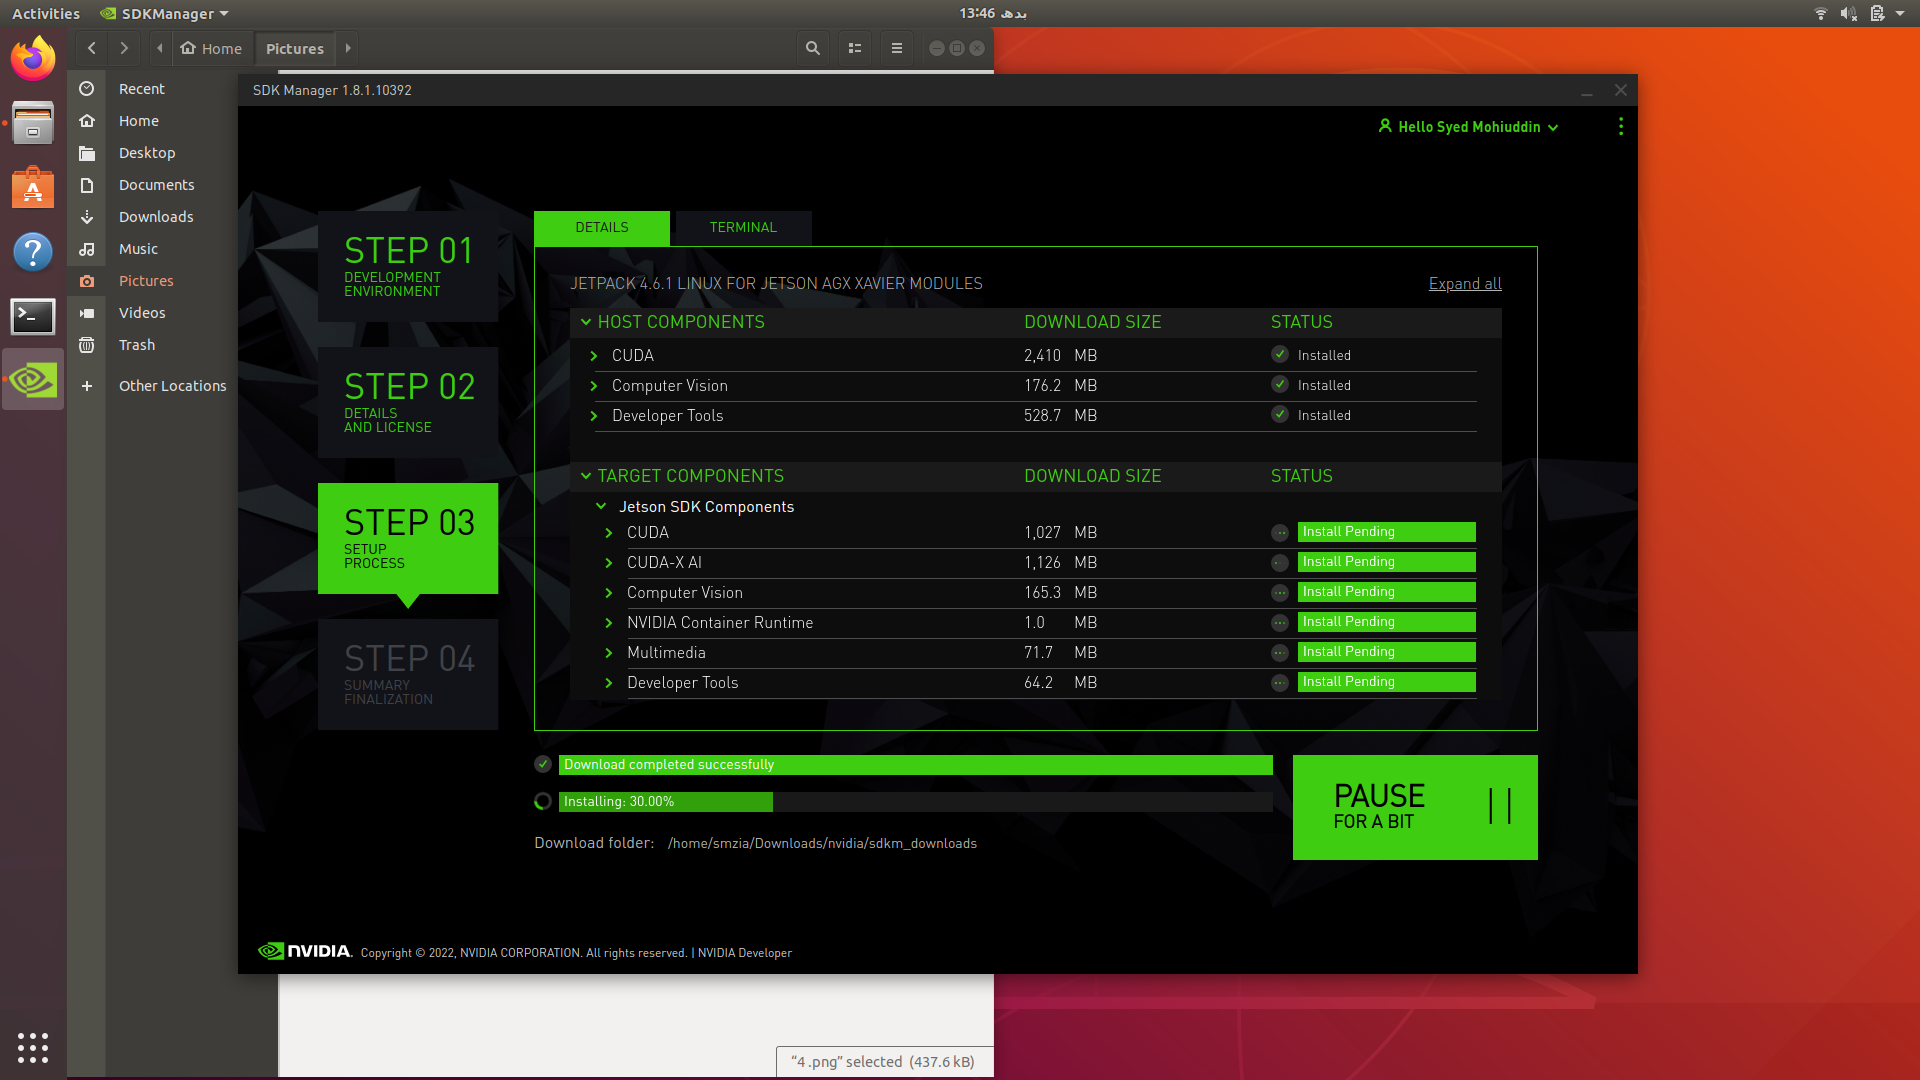 Activities
SDKManager
13:46 بدھ
Home
Pictures
Recent
Home
Desktop
Documents
Downloads
Music
Pictures
Videos
Trash
Other Locations
SDK Manager 1.8.1.10392
Hello Syed Mohiuddin
STEP 01
DEVELOPMENT
ENVIRONMENT
STEP 02
DETAILS
AND LICENSE
STEP 03
SETUP
PROCESS
STEP 04
SUMMARY
FINALIZATION
DETAILS
TERMINAL
JETPACK 4.6.1 LINUX FOR JETSON AGX XAVIER MODULES
Expand all
HOST COMPONENTS DOWNLOAD SIZE STATUS
CUDA 2,410 MB Installed
Computer Vision 176.2 MB Installed
Developer Tools 528.7 MB Installed
TARGET COMPONENTS DOWNLOAD SIZE STATUS
Jetson SDK Components
CUDA 1,027 MB Install Pending
CUDA-X AI 1,126 MB Install Pending
Computer Vision 165.3 MB Install Pending
NVIDIA Container Runtime 1.0 MB Install Pending
Multimedia 71.7 MB Install Pending
Developer Tools 64.2 MB Install Pending
Download completed successfully
Installing: 30.00%
Download folder: /home/smzia/Downloads/nvidia/sdkm_downloads
PAUSE
FOR A BIT
NVIDIA. Copyright © 2022, NVIDIA CORPORATION. All rights reserved. | NVIDIA Developer
“4.png” selected (437.6 kB)